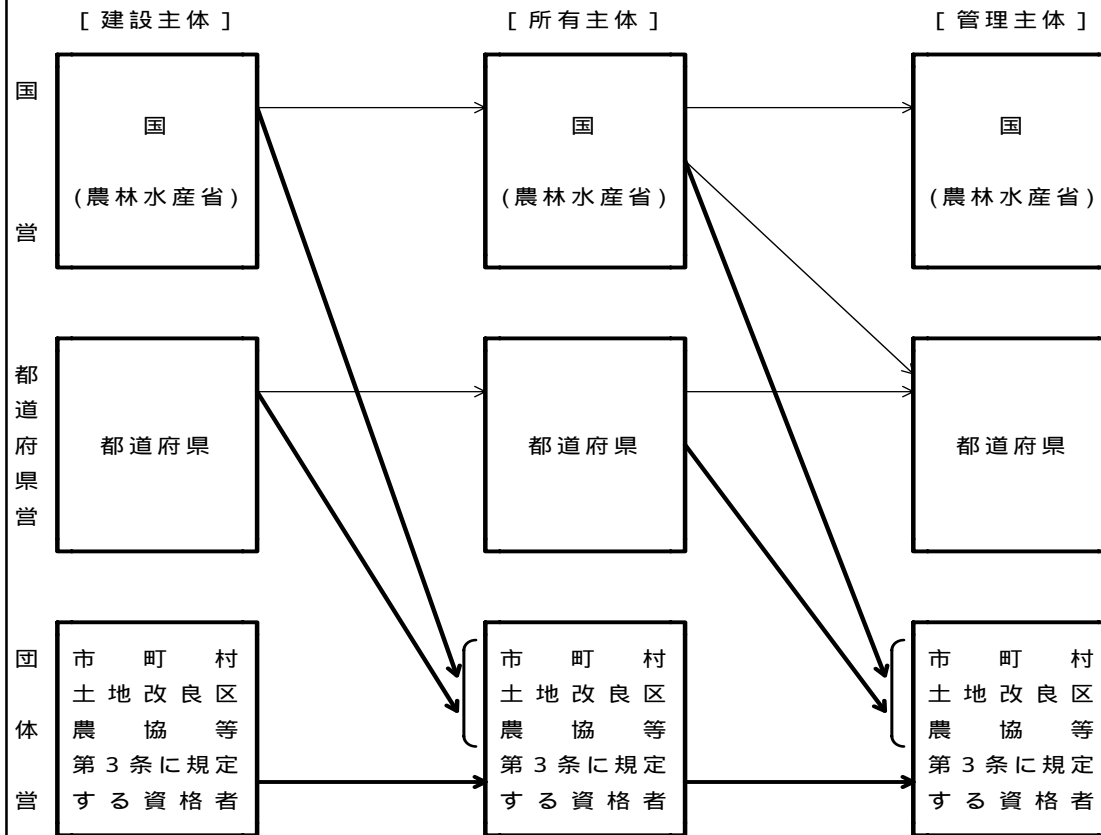 [建設主体]
[所有主体]
[管理主体]
国営
国
(農林水産省)
国
(農林水産省)
国
(農林水産省)
都道府県営
都道府県
都道府県
都道府県
団体営
市町村
土地改良区
農協等
第3条に規定
する資格者
市町村
土地改良区
農協等
第3条に規定
する資格者
市町村
土地改良区
農協等
第3条に規定
する資格者